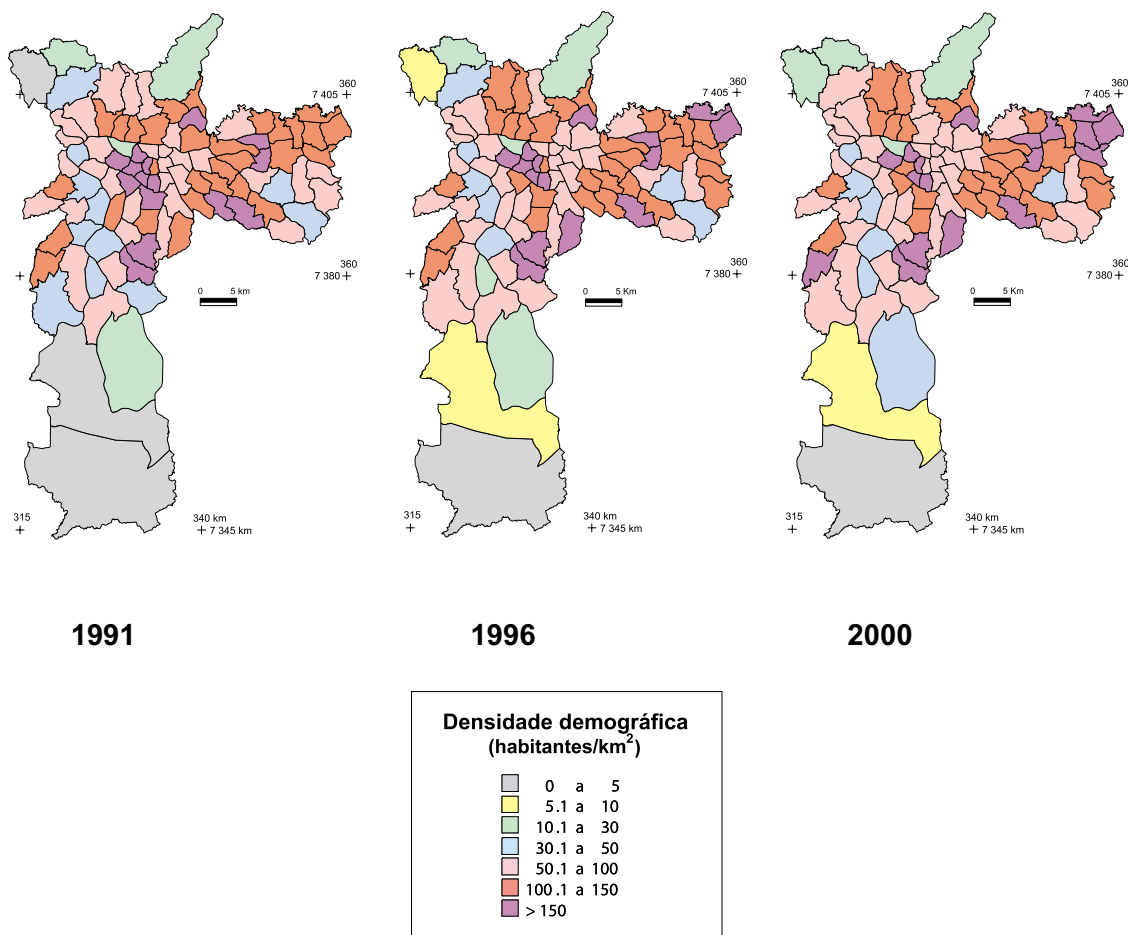 360
7 405
360
7 380
0 5 Km
315
340 km
7 345 km
1991
360
7 405
360
7 380
0 5 Km
315
340 km
7 345 km
1996
360
7 405
360
7 380
0 5 Km
315
340 km
7 345 km
2000
Densidade demográfica
(habitantes/km²)
0 a 5
5.1 a 10
10.1 a 30
30.1 a 50
50.1 a 100
100.1 a 150
> 150